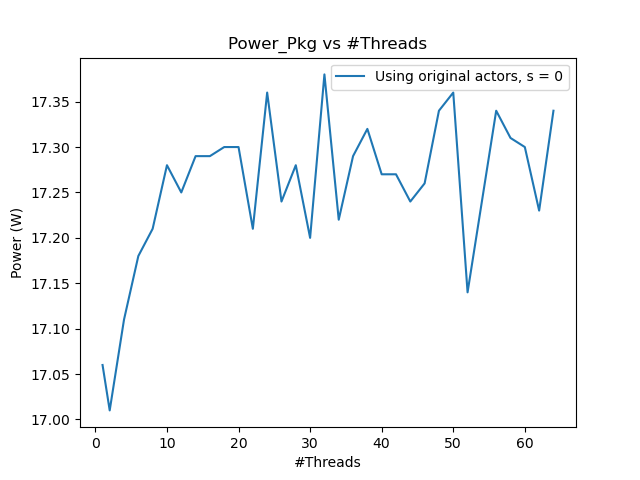 Power_Pkg vs #Threads
Using original actors, s = 0
17.35
17.30
17.25
17.20
17.15
17.10
17.05
17.00
Power (W)
0 10 20 30 40 50 60
#Threads